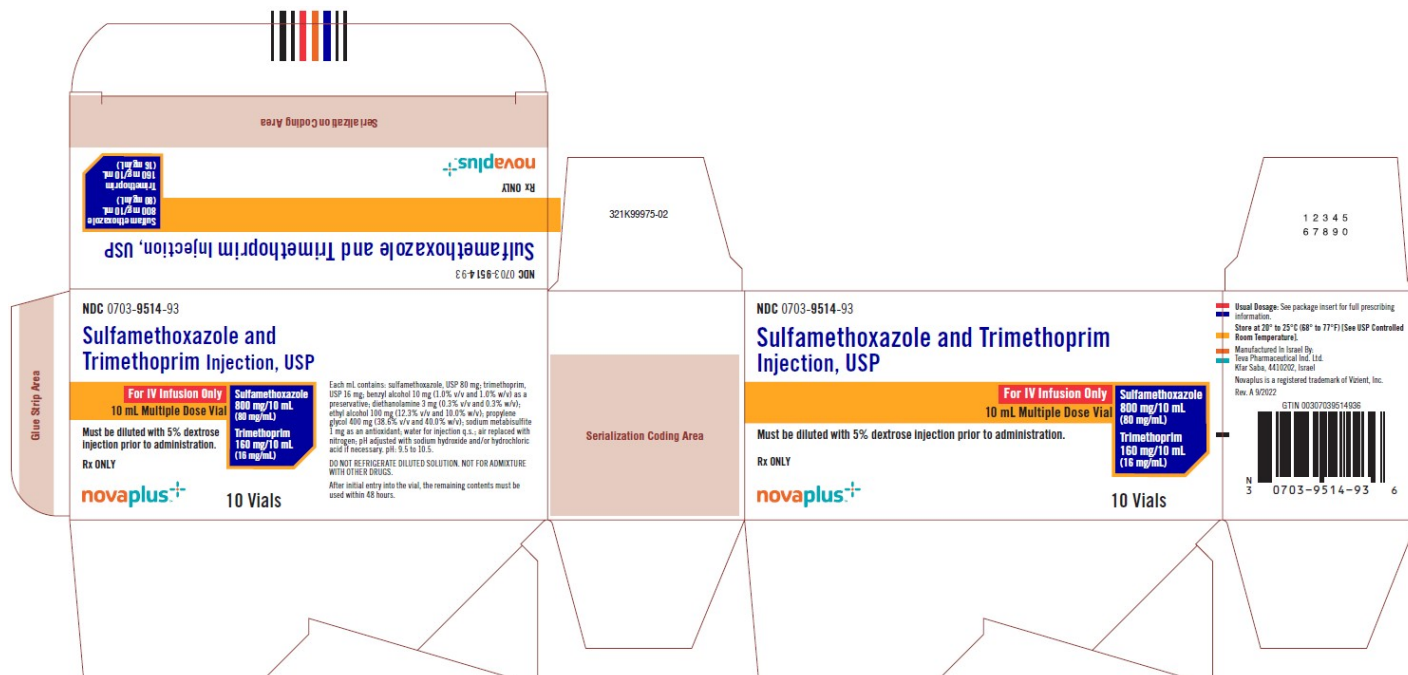 Serialization Coding Area
novaplus
Rx ONLY
Sulfamethoxazole
800 mg/10 mL
(80 mg/mL)
Trimethoprim
160 mg/10 mL
(16 mg/mL)
Sulfamethoxazole and Trimethoprim Injection, USP
NDC 0703-9514-93
321K99975-02
1 2 3 4 5
6 7 8 9 0
Glue Strip Area
NDC 0703-9514-93
Sulfamethoxazole and
Trimethoprim Injection, USP
For IV Infusion Only
10 mL Multiple Dose Vial
Sulfamethoxazole
800 mg/10 mL
(80 mg/mL)
Trimethoprim
160 mg/10 mL
(16 mg/mL)
Must be diluted with 5% dextrose
injection prior to administration.
Rx ONLY
novaplus
10 Vials
Each mL contains: sulfamethoxazole, USP 80 mg; trimethoprim,
USP 16 mg; benzyl alcohol 10 mg (1.0% v/v and 1.0% w/v) as a
preservative; diethanolamine 3 mg (0.3% v/v and 0.3% w/v);
ethyl alcohol 100 mg (12.3% v/v and 10.0% w/v); propylene
glycol 400 mg (38.6% v/v and 40.0% w/v); sodium metabisulfite
1 mg as an antioxidant; water for injection q.s.; air replaced with
nitrogen; pH adjusted with sodium hydroxide and/or hydrochloric
acid if necessary. pH: 9.5 to 10.5.
DO NOT REFRIGERATE DILUTED SOLUTION. NOT FOR ADMIXTURE
WITH OTHER DRUGS.
After initial entry into the vial, the remaining contents must be
used within 48 hours.
Serialization Coding Area
NDC 0703-9514-93
Sulfamethoxazole and Trimethoprim
Injection, USP
For IV Infusion Only
10 mL Multiple Dose Vial
Sulfamethoxazole
800 mg/10 mL
(80 mg/mL)
Trimethoprim
160 mg/10 mL
(16 mg/mL)
Must be diluted with 5% dextrose injection prior to administration.
Rx ONLY
novaplus
10 Vials
Usual Dosage: See package insert for full prescribing
information.
Store at 20° to 25°C (68° to 77°F) [See USP Controlled
Room Temperature].
Manufactured In Israel By:
Teva Pharmaceutical Ind. Ltd.
Kfar Saba, 4410202, Israel
Novaplus is a registered trademark of Vizient, Inc.
Rev. A 9/2022
GTIN 00307039514936
N
3 0703-9514-93 6